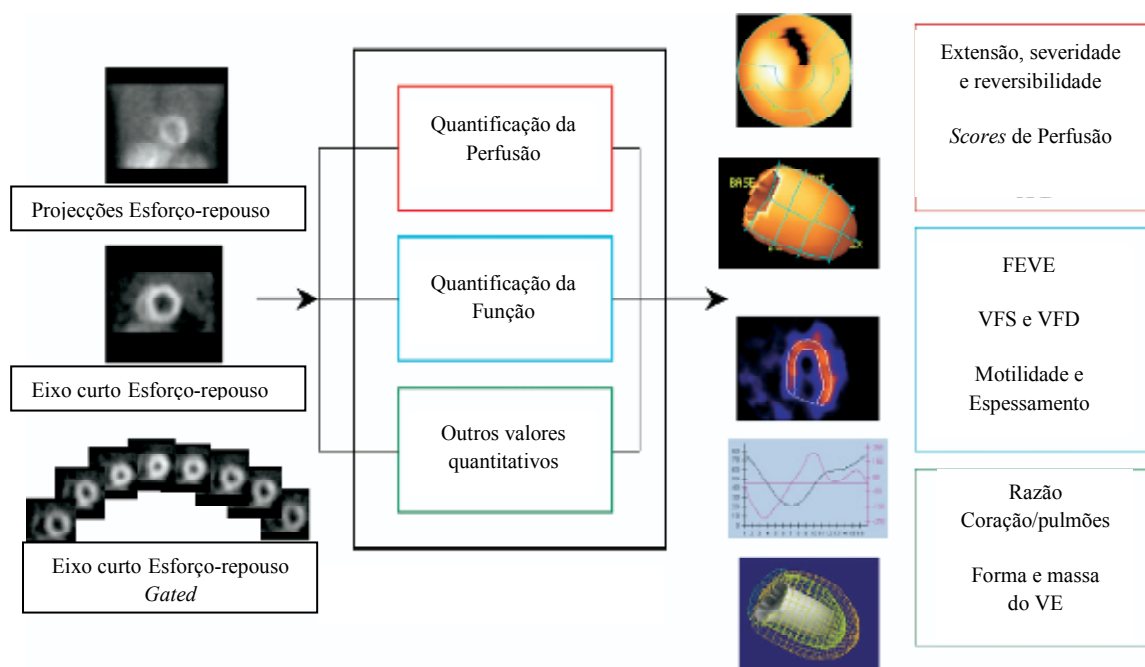 Projecções Esforço-repouso
Eixo curto Esforço-repouso
Eixo curto Esforço-repouso
Gated
Quantificação da
Perfusão
Quantificação da
Função
Outros valores
quantitativos
BASE
Extensão, severidade
e reversibilidade
Scores de Perfusão
FEVE
VFS e VFD
Motilidade e
Espessamento
Razão
Coração/pulmões
Forma e massa
do VE